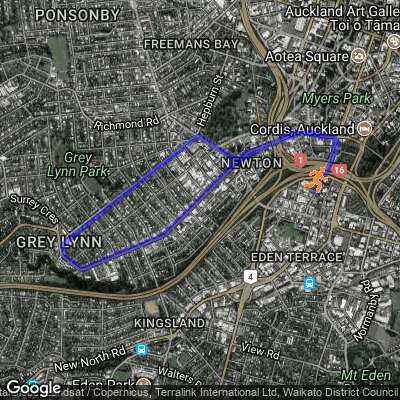 PONSONBY
Auckland Art Galle
Toi o Tāma
FREEMANS BAY
Aotea Square
Hepburn St
Myers Park
Richmond Rd
Cordis, Auckland
Grey
Lynn Park
NEWTON
1
16
Surrey Cres
GREY LYNN
EDEN TERRACE
4
Normanby Rd
KINGSLAND
New North Rd
View Rd
Mt Eden
Eden Park
Walters
Google
dsat / Copernicus, Terralink International Ltd, Waikato District Council